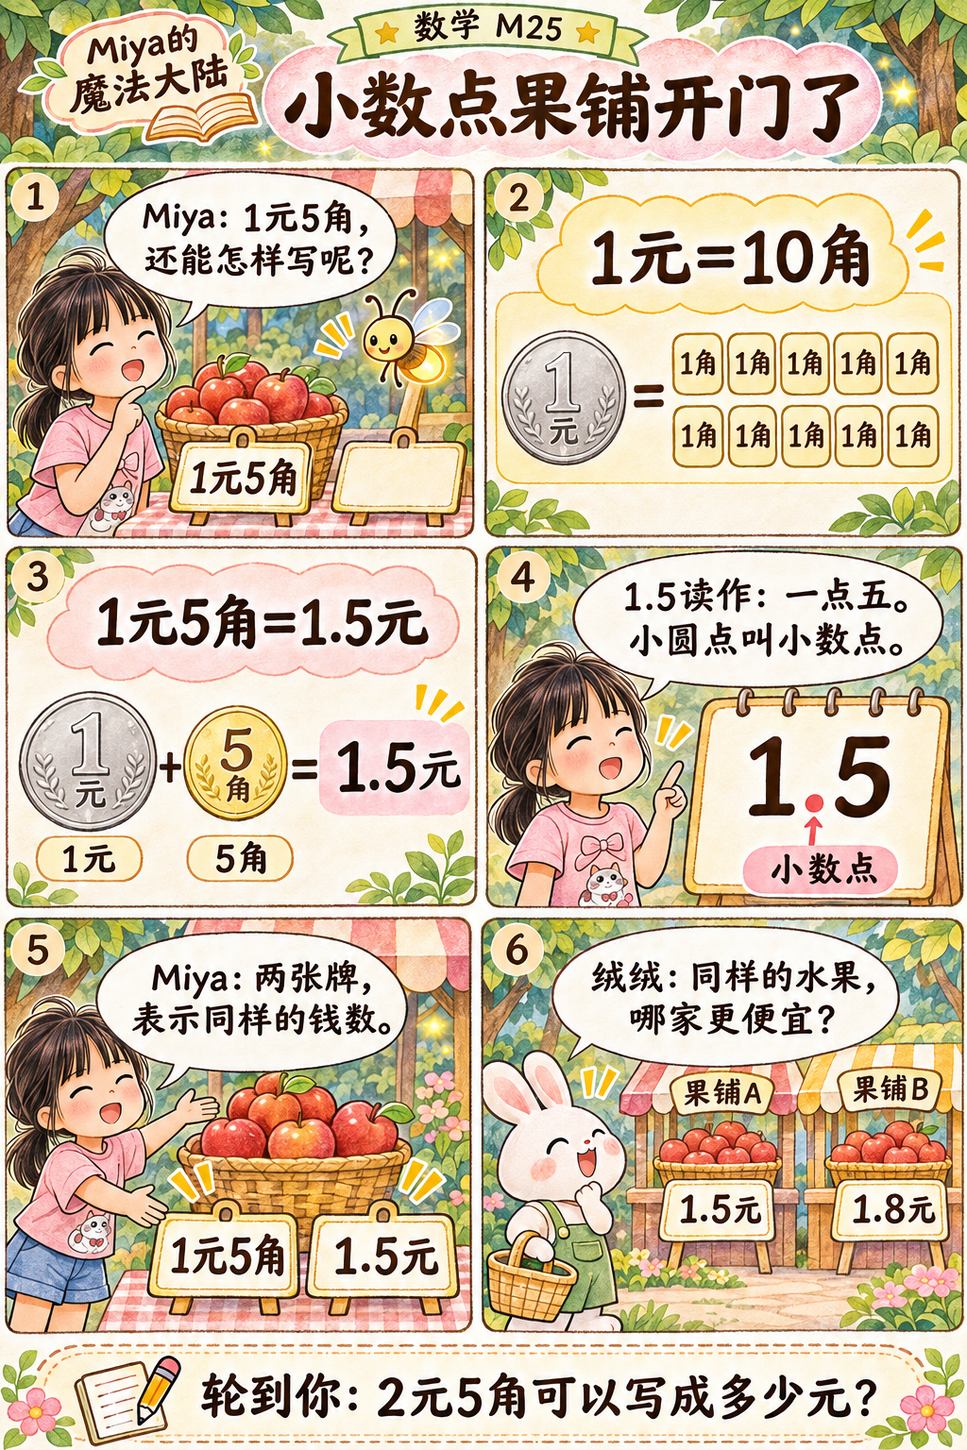 Miya的
魔法大陆
数学 M25
小数点果铺开门了
1
Miya：1元5角，
还能怎样写呢？
1元5角
2
1元=10角
1
元
=
1角 1角 1角 1角 1角
1角 1角 1角 1角 1角
3
1元5角=1.5元
1
元
+
5
角
=
1.5元
1元
5角
4
1.5读作：一点五。
小圆点叫小数点。
1.5
小数点
5
Miya：两张牌，
表示同样的钱数。
1元5角
1.5元
6
绒绒：同样的水果，
哪家更便宜？
果铺A
果铺B
1.5元
1.8元
轮到你：2元5角可以写成多少元？